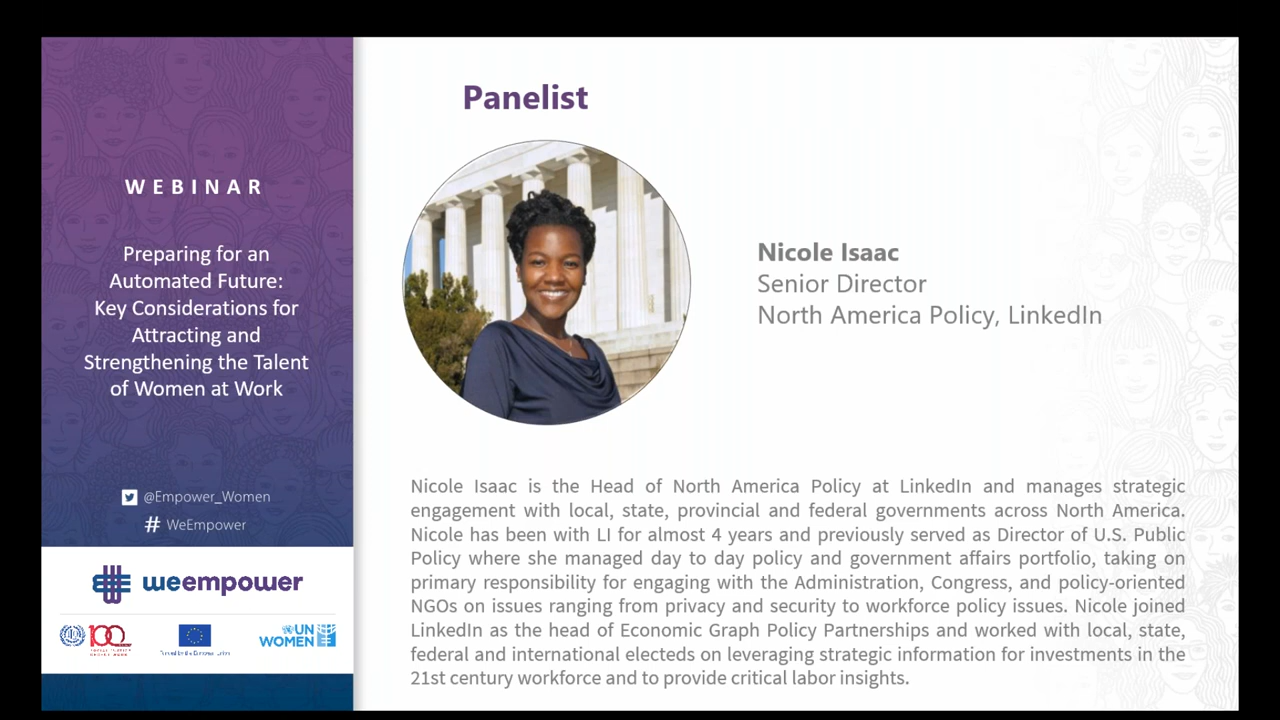 WEBINAR
Preparing for an
Automated Future:
Key Considerations for
Attracting and
Strengthening the Talent
of Women at Work
@Empower_Women
# WeEmpower
weempower
100
UN
WOMEN
Panelist
Nicole Isaac
Senior Director
North America Policy, LinkedIn
Nicole Isaac is the Head of North America Policy at LinkedIn and manages strategic
engagement with local, state, provincial and federal governments across North America.
Nicole has been with LI for almost 4 years and previously served as Director of U.S. Public
Policy where she managed day to day policy and government affairs portfolio, taking on
primary responsibility for engaging with the Administration, Congress, and policy-oriented
NGOs on issues ranging from privacy and security to workforce policy issues. Nicole joined
LinkedIn as the head of Economic Graph Policy Partnerships and worked with local, state,
federal and international electeds on leveraging strategic information for investments in the
21st century workforce and to provide critical labor insights.